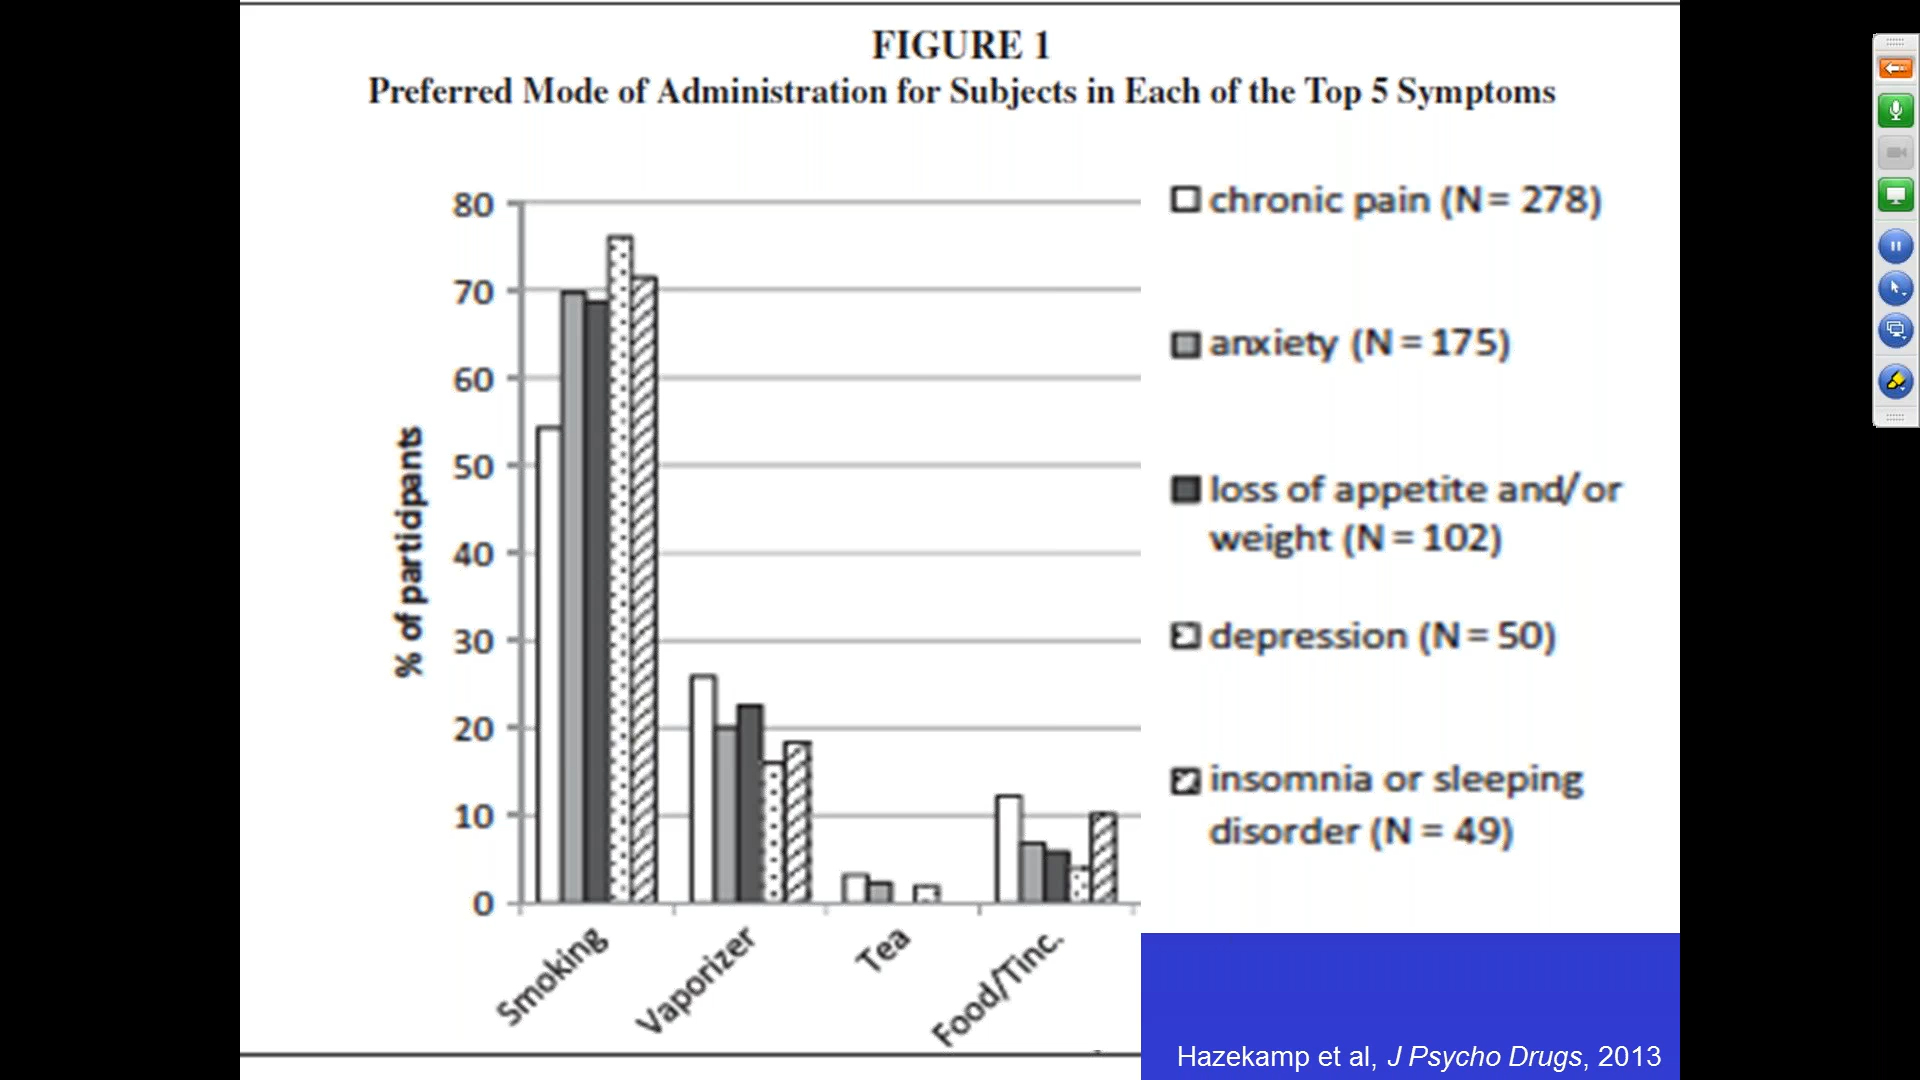 FIGURE 1
Preferred Mode of Administration for Subjects in Each of the Top 5 Symptoms
% of participants
80
70
60
50
40
30
20
10
0
Smoking
Vaporizer
Tea
Food/Tinc.
chronic pain (N = 278)
anxiety (N = 175)
loss of appetite and/or
weight (N = 102)
depression (N = 50)
insomnia or sleeping
disorder (N = 49)
Hazekamp et al, J Psycho Drugs, 2013